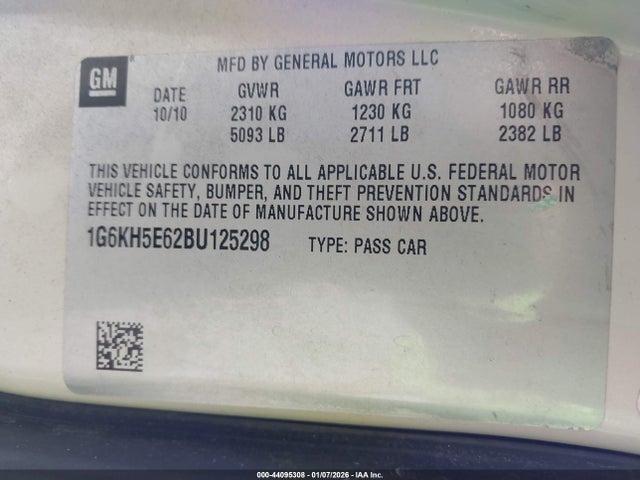 GM
MFD BY GENERAL MOTORS LLC
DATE GVWR GAWR FRT GAWR RR
10/10 2310 KG 1230 KG 1080 KG
5093 LB 2711 LB 2382 LB
THIS VEHICLE CONFORMS TO ALL APPLICABLE U.S. FEDERAL MOTOR
VEHICLE SAFETY, BUMPER, AND THEFT PREVENTION STANDARDS IN
EFFECT ON THE DATE OF MANUFACTURE SHOWN ABOVE.
1G6KH5E62BU125298 TYPE: PASS CAR
000-44095308 - 01/07/2026 - IAA Inc.